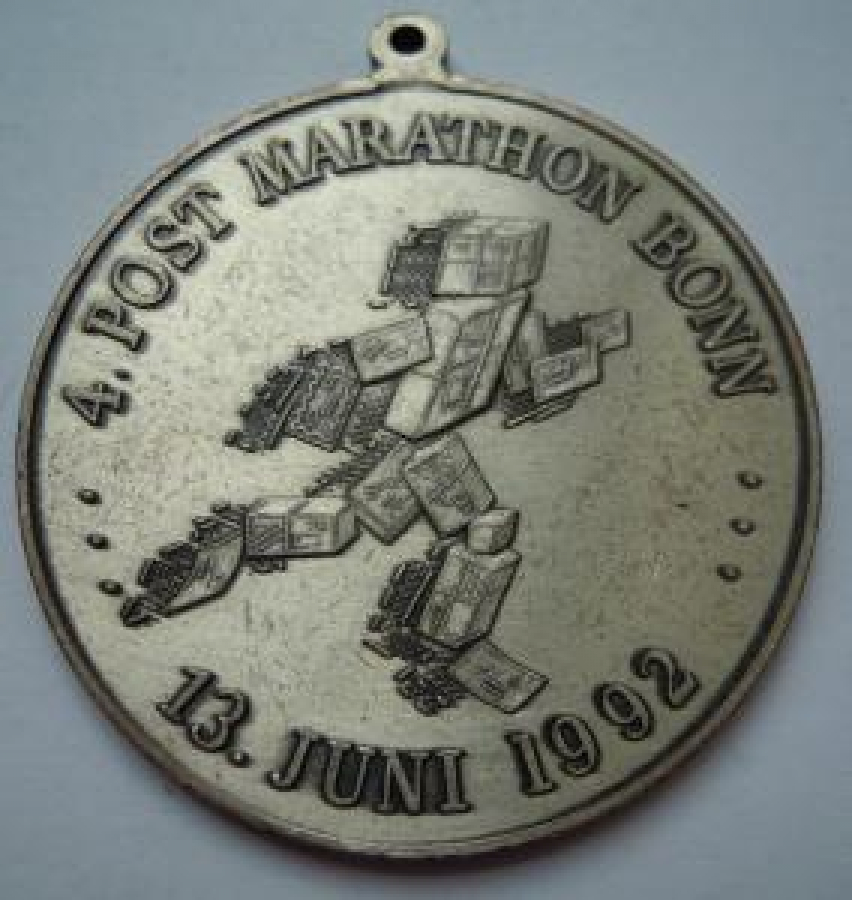 4. POST MARATHON BONN
13. JUNI 1992